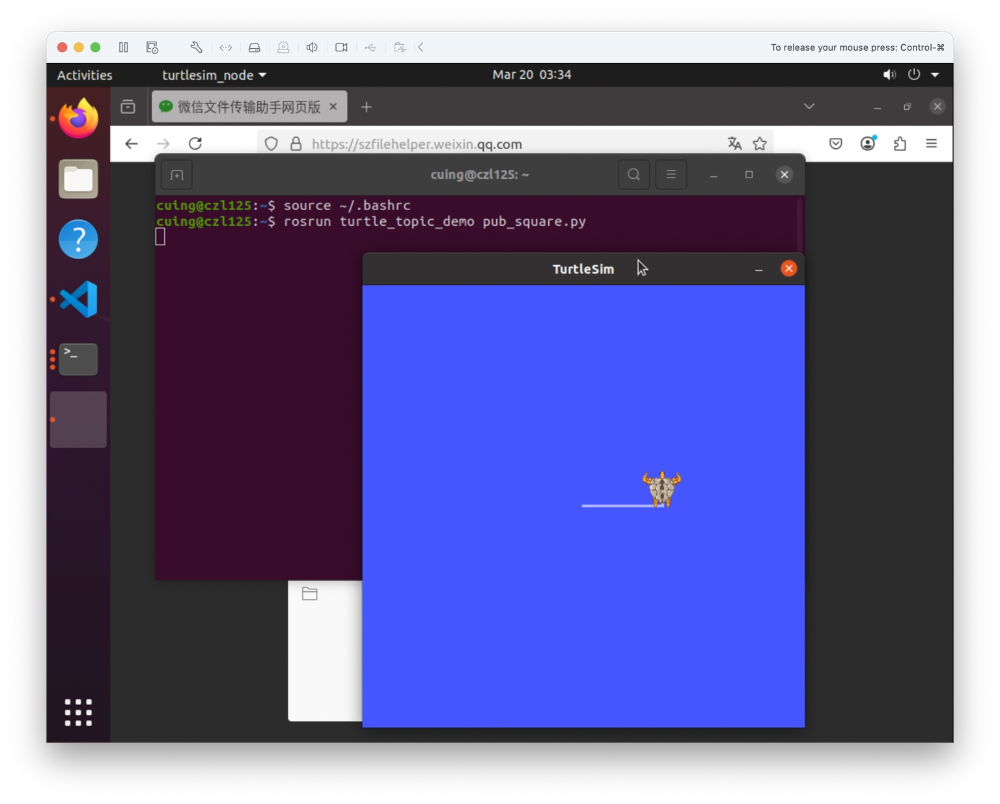 To release your mouse press: Control-⌘
Activities
turtlesim_node
Mar 20 03:34
微信文件传输助手网页版
https://szfilehelper.weixin.qq.com
cuing@czl125: ~
cuing@czl125:~$ source ~/.bashrc
cuing@czl125:~$ rosrun turtle_topic_demo pub_square.py
TurtleSim